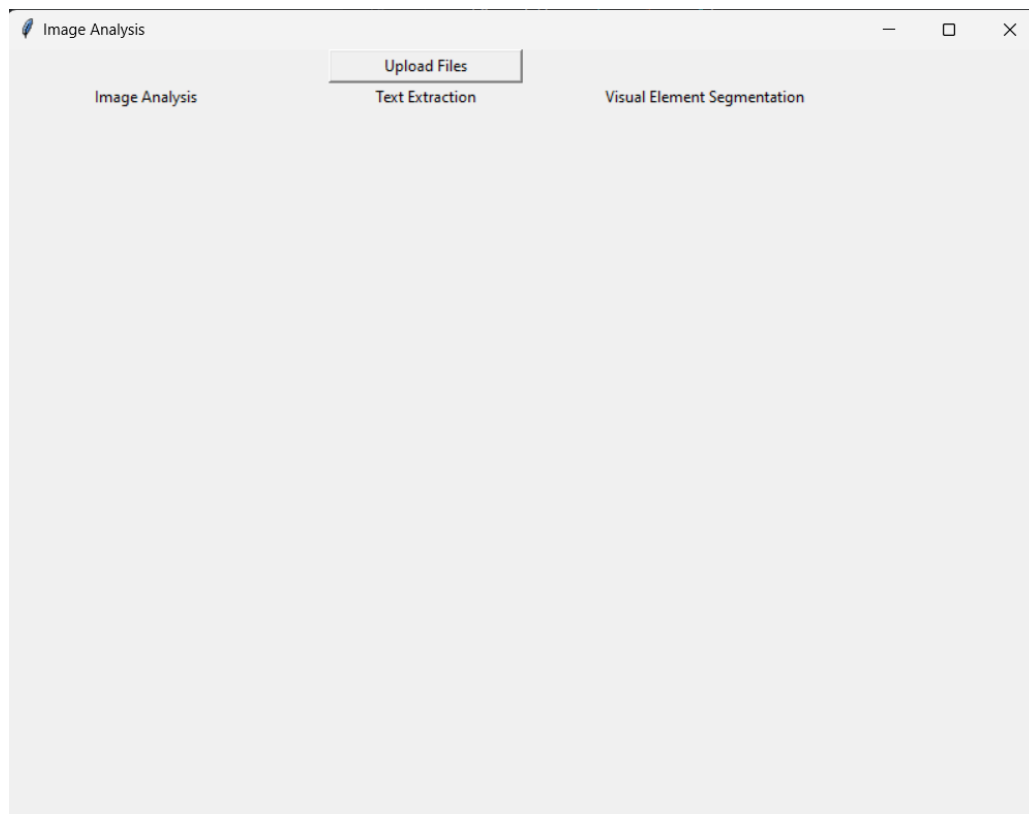 Image Analysis
Upload Files
Image Analysis Text Extraction Visual Element Segmentation